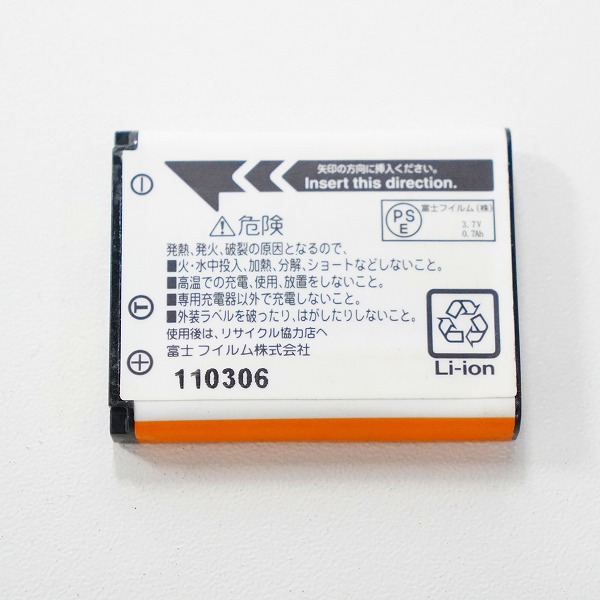 矢印の方向に挿入ください。
Insert this direction.
⚠危険
PSE
富士フイルム(株)
3.7V
0.7Ah
発熱、発火、破裂の原因となるので、
■火・水中投入、加熱、分解、ショートなどしないこと。
■高温での充電、使用、放置をしないこと。
■専用充電器以外で充電しないこと。
■外装ラベルを破ったり、はがしたりしないこと。
使用後は、リサイクル協力店へ
富士フイルム株式会社
110306
Li-ion
T